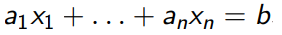 a₁x₁ + . . . + aₙxₙ = b